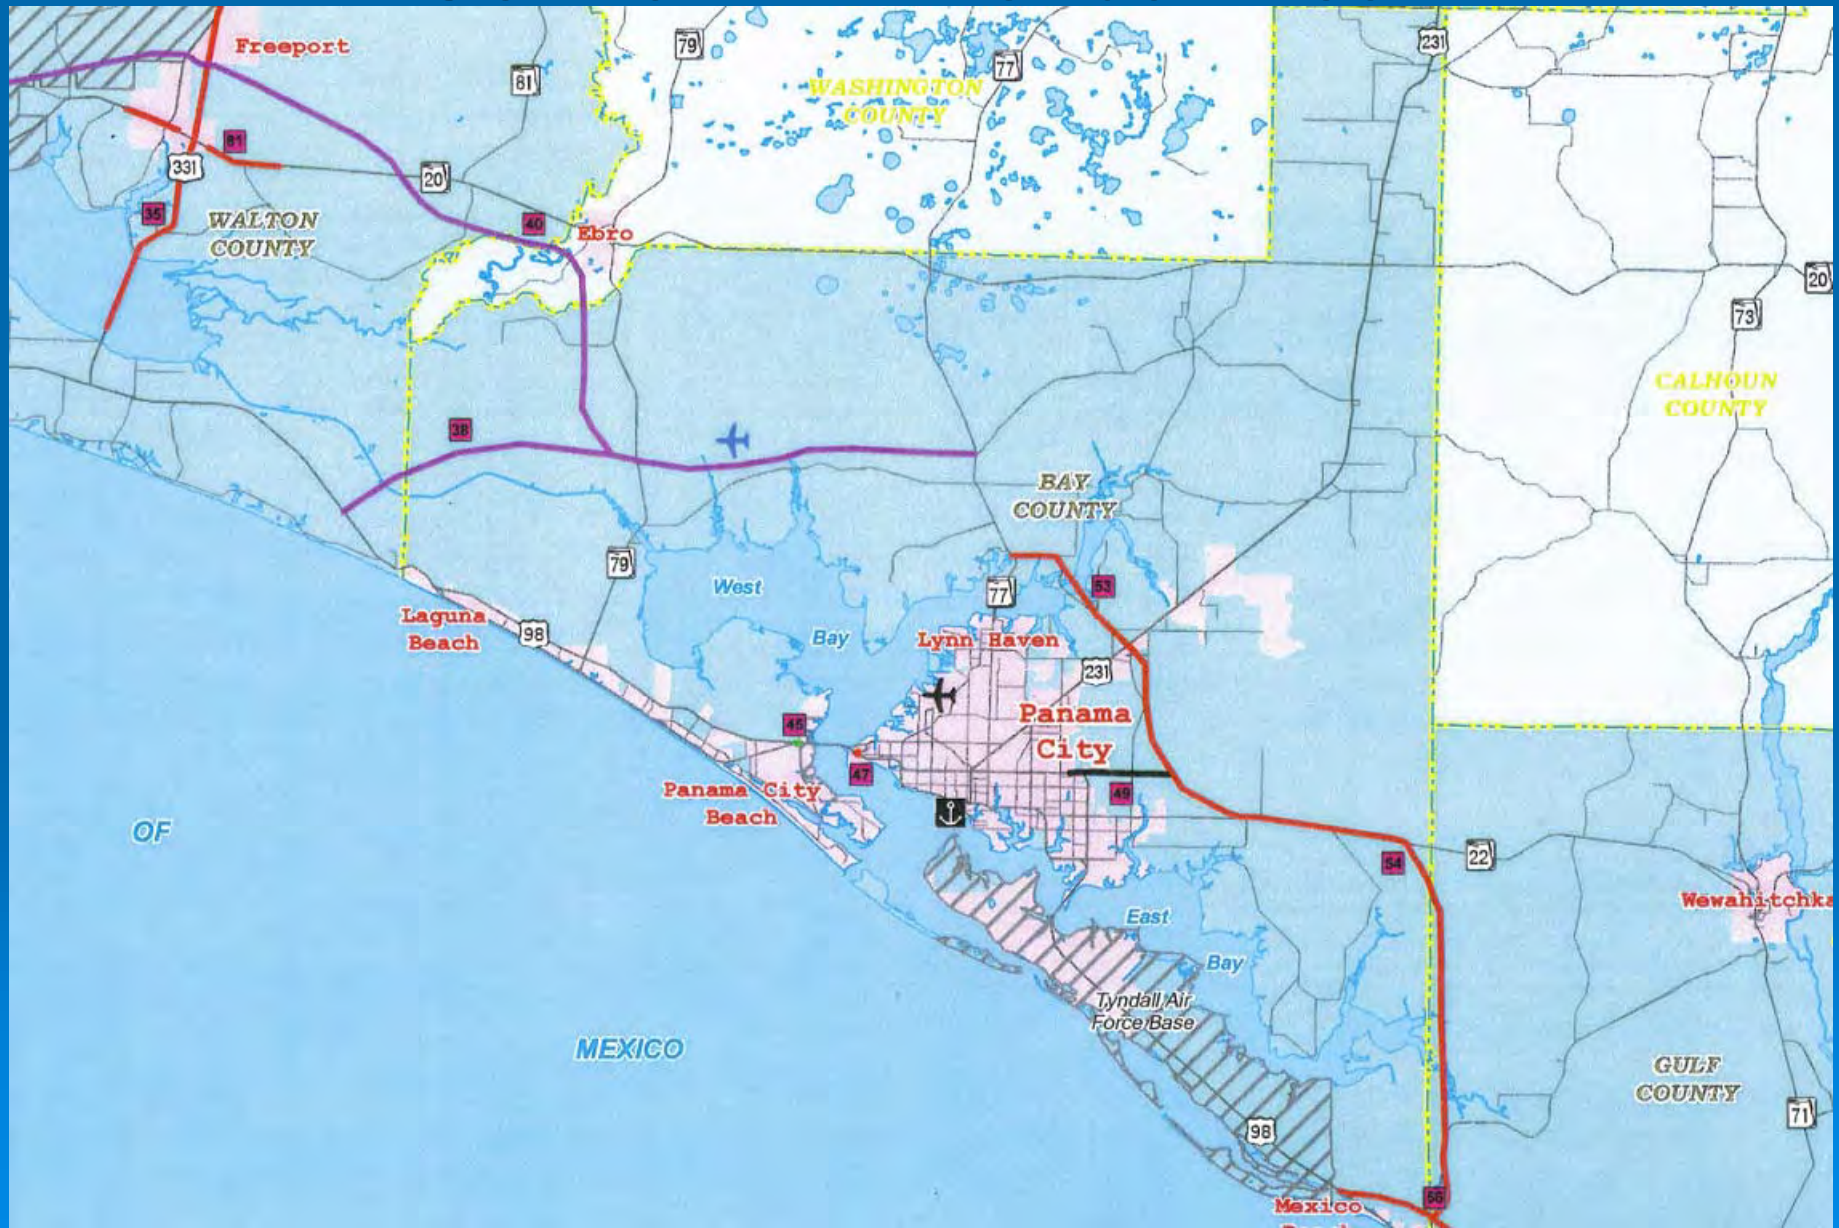 Freeport
79
231
81
77
WASHINGTON
COUNTY
81
331
20
35
WALTON
COUNTY
40
Ebro
20
73
CALHOUN
COUNTY
38
BAY
COUNTY
79
West
53
77
Laguna
Beach
98
Bay
Lynn Haven
231
Panama
City
45
47
49
Panama City
Beach
OF
22
54
Wewahitchka
East
Bay
Tyndall Air
Force Base
MEXICO
GULF
COUNTY
71
98
56
Mexico